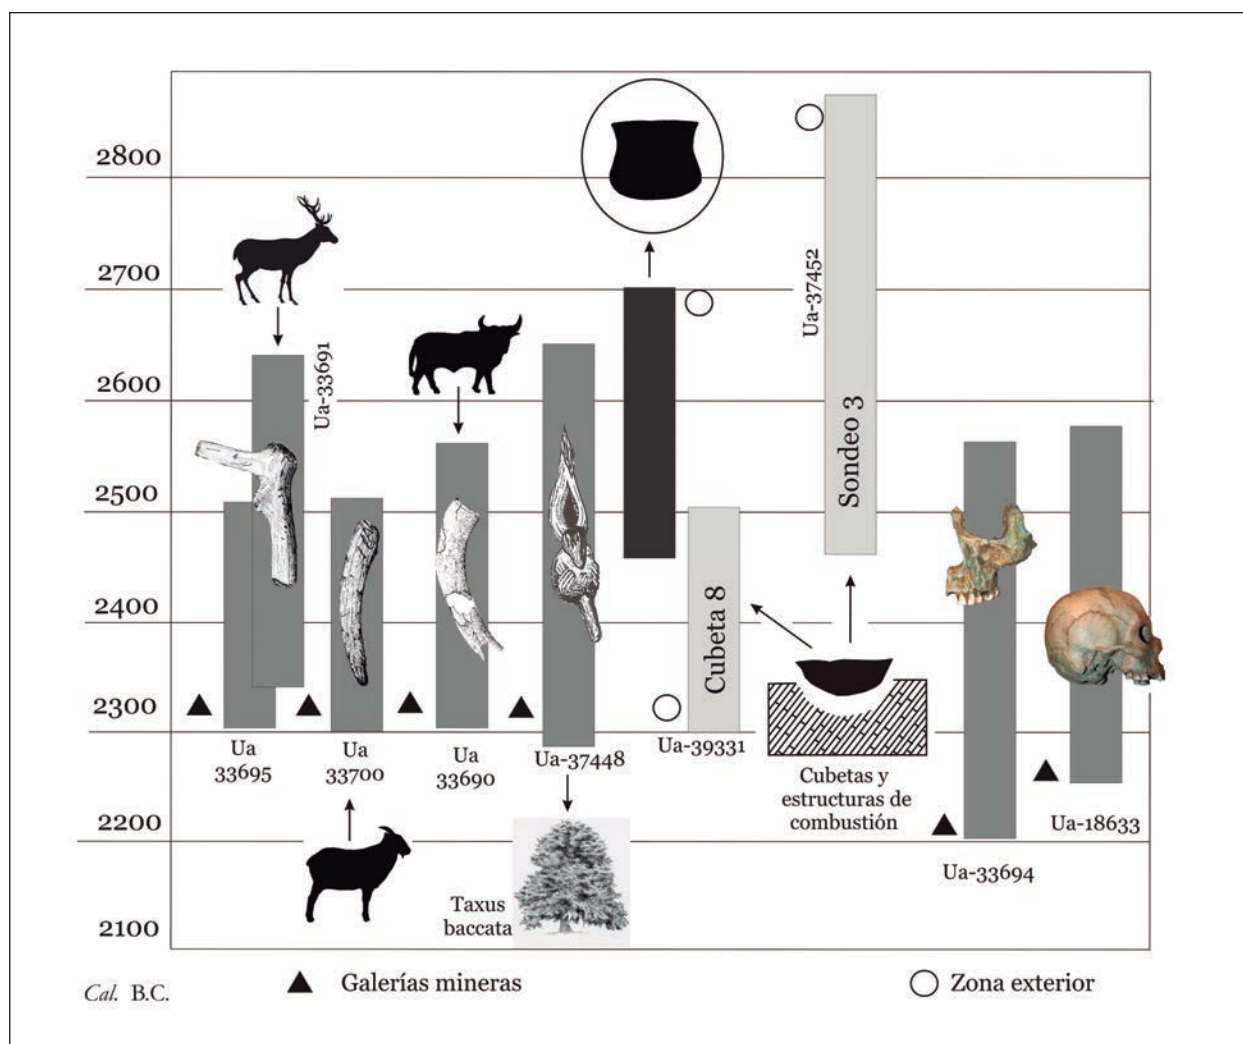 2800
2700
2600
2500
2400
2300
2200
2100
Ua-33691
Ua-37452
Sondeo 3
Cubeta 8
Ua
33695
Ua
33700
Ua
33690
Ua-37448
Ua-39331
Cubetas y
estructuras de
combustión
Ua-18633
Ua-33694
Taxus
baccata
Cal. B.C.
Galerías mineras
Zona exterior